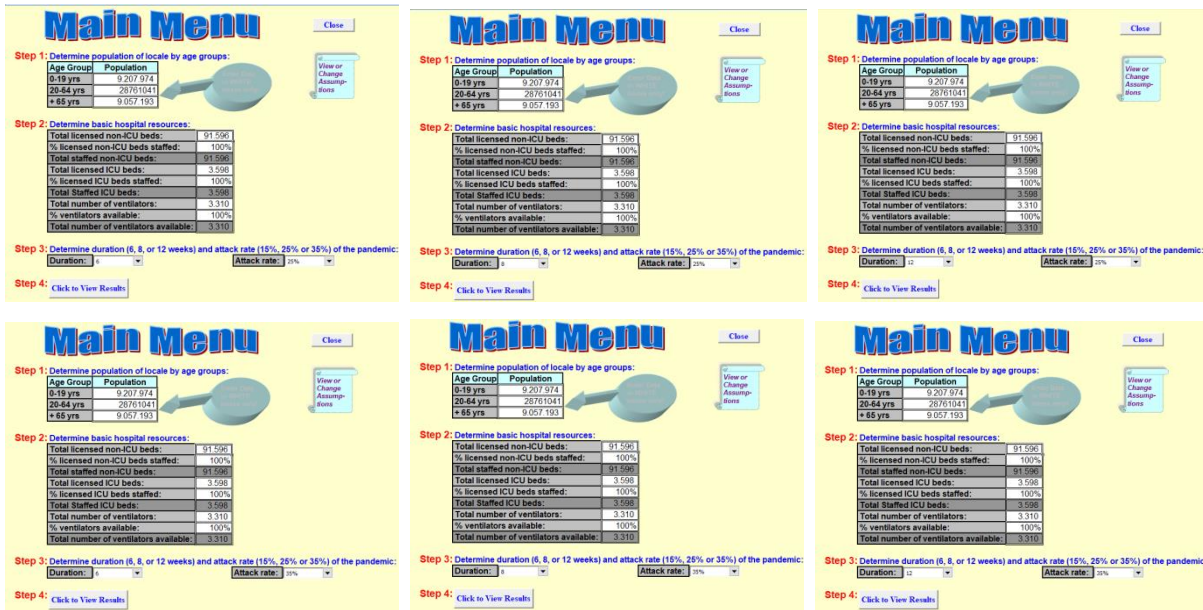 Main Menu
Close
Step 1: Determine population of locale by age groups:
Age Group Population
0-19 yrs 9.207.974
20-64 yrs 28761041
+ 65 yrs 9.057.193
View or
Change
Assump-
tions
Step 2: Determine basic hospital resources:
Total licensed non-ICU beds: 91.596
% licensed non-ICU beds staffed: 100%
Total staffed non-ICU beds: 91.596
Total licensed ICU beds: 3.598
% licensed ICU beds staffed: 100%
Total Staffed ICU beds: 3.598
Total number of ventilators: 3.310
% ventilators available: 100%
Total number of ventilators available: 3.310
Step 3: Determine duration (6, 8, or 12 weeks) and attack rate (15%, 25% or 35%) of the pandemic:
Duration: 6 Attack rate: 25%
Step 4: Click to View Results
Main Menu
Close
Step 1: Determine population of locale by age groups:
Age Group Population
0-19 yrs 9.207.974
20-64 yrs 28761041
+ 65 yrs 9.057.193
View or
Change
Assump-
tions
Step 2: Determine basic hospital resources:
Total licensed non-ICU beds: 91.596
% licensed non-ICU beds staffed: 100%
Total staffed non-ICU beds: 91.596
Total licensed ICU beds: 3.598
% licensed ICU beds staffed: 100%
Total Staffed ICU beds: 3.598
Total number of ventilators: 3.310
% ventilators available: 100%
Total number of ventilators available: 3.310
Step 3: Determine duration (6, 8, or 12 weeks) and attack rate (15%, 25% or 35%) of the pandemic:
Duration: 8 Attack rate: 25%
Step 4: Click to View Results
Main Menu
Close
Step 1: Determine population of locale by age groups:
Age Group Population
0-19 yrs 9.207.974
20-64 yrs 28761041
+ 65 yrs 9.057.193
View or
Change
Assump-
tions
Step 2: Determine basic hospital resources:
Total licensed non-ICU beds: 91.596
% licensed non-ICU beds staffed: 100%
Total staffed non-ICU beds: 91.596
Total licensed ICU beds: 3.598
% licensed ICU beds staffed: 100%
Total Staffed ICU beds: 3.598
Total number of ventilators: 3.310
% ventilators available: 100%
Total number of ventilators available: 3.310
Step 3: Determine duration (6, 8, or 12 weeks) and attack rate (15%, 25% or 35%) of the pandemic:
Duration: 12 Attack rate: 25%
Step 4: Click to View Results
Main Menu
Close
Step 1: Determine population of locale by age groups:
Age Group Population
0-19 yrs 9.207.974
20-64 yrs 28761041
+ 65 yrs 9.057.193
View or
Change
Assump-
tions
Step 2: Determine basic hospital resources:
Total licensed non-ICU beds: 91.596
% licensed non-ICU beds staffed: 100%
Total staffed non-ICU beds: 91.596
Total licensed ICU beds: 3.598
% licensed ICU beds staffed: 100%
Total Staffed ICU beds: 3.598
Total number of ventilators: 3.310
% ventilators available: 100%
Total number of ventilators available: 3.310
Step 3: Determine duration (6, 8, or 12 weeks) and attack rate (15%, 25% or 35%) of the pandemic:
Duration: 6 Attack rate: 35%
Step 4: Click to View Results
Main Menu
Close
Step 1: Determine population of locale by age groups:
Age Group Population
0-19 yrs 9.207.974
20-64 yrs 28761041
+ 65 yrs 9.057.193
View or
Change
Assump-
tions
Step 2: Determine basic hospital resources:
Total licensed non-ICU beds: 91.596
% licensed non-ICU beds staffed: 100%
Total staffed non-ICU beds: 91.596
Total licensed ICU beds: 3.598
% licensed ICU beds staffed: 100%
Total Staffed ICU beds: 3.598
Total number of ventilators: 3.310
% ventilators available: 100%
Total number of ventilators available: 3.310
Step 3: Determine duration (6, 8, or 12 weeks) and attack rate (15%, 25% or 35%) of the pandemic:
Duration: 8 Attack rate: 35%
Step 4: Click to View Results
Main Menu
Close
Step 1: Determine population of locale by age groups:
Age Group Population
0-19 yrs 9.207.974
20-64 yrs 28761041
+ 65 yrs 9.057.193
View or
Change
Assump-
tions
Step 2: Determine basic hospital resources:
Total licensed non-ICU beds: 91.596
% licensed non-ICU beds staffed: 100%
Total staffed non-ICU beds: 91.596
Total licensed ICU beds: 3.598
% licensed ICU beds staffed: 100%
Total Staffed ICU beds: 3.598
Total number of ventilators: 3.310
% ventilators available: 100%
Total number of ventilators available: 3.310
Step 3: Determine duration (6, 8, or 12 weeks) and attack rate (15%, 25% or 35%) of the pandemic:
Duration: 12 Attack rate: 35%
Step 4: Click to View Results